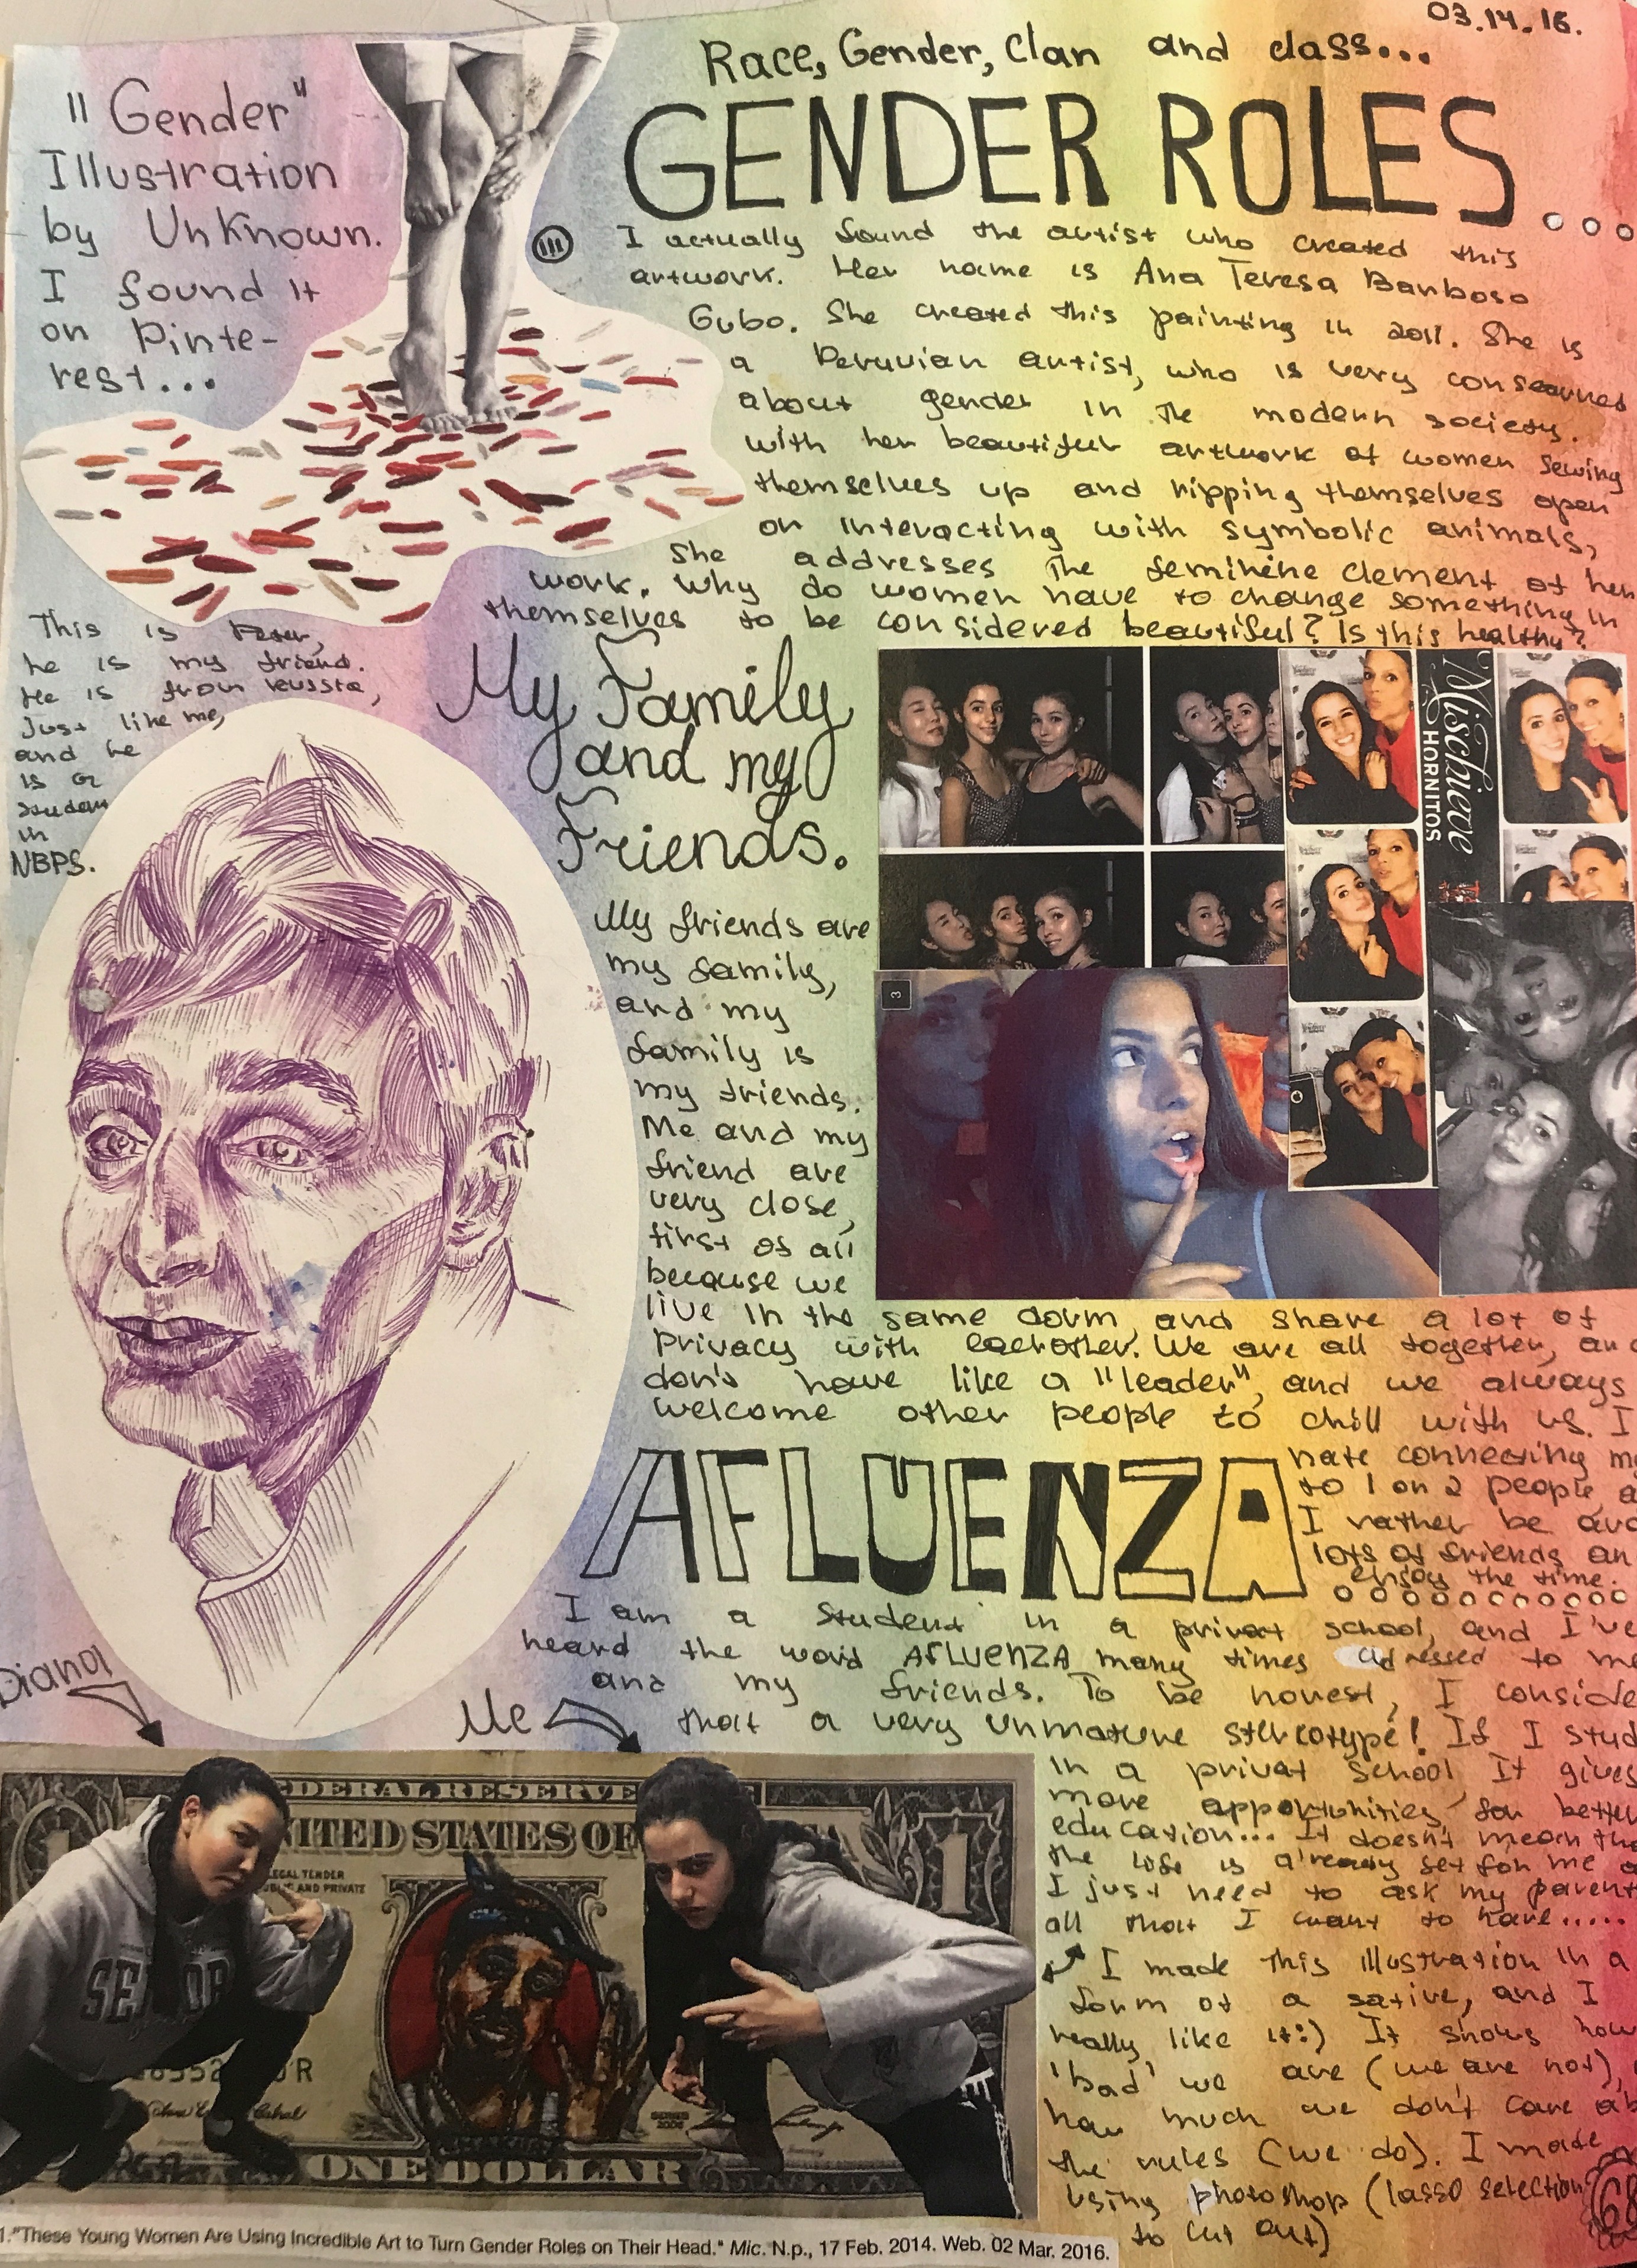 03.14.16.
Race, Gender, Clan and class...
GENDER ROLES...
"Gender"
Illustration
by UnKnown.
I found It
on Pinte-
rest...
I actually found the artist who created this
artwork. Her name is Ana Teresa Barboso
Gubo. She created this painting in 2011. She is
a Peruvian artist, who is very
about gender in the modern society.
with her beautiful artwork of women sewing
themselves up and ripping themselves open
or interacting with symbolic animals,
She addresses the feminine element of her
work. Why do women have to change something in
themselves to be considered beautiful? Is this healthy?
This is Peter,
he is my friend.
He is from Russia,
Just like me,
and he
is a
student
in
NBPS.
My Family
and my
Friends.
My friends are
my family,
and my
family is
my friends.
Me and my
friend are
very close,
first of all
because we
live in the same dorm, and share a lot of
privacy with eachother. We are all together, an
don't have like a "leader", and we always
welcome other people to chill with us. I
hate connecting my
to 1 or 2 people, a
I rather be
lots of friends an
enjoy the time.
Mischieve
HORNITOS
3
AFLUENZA
I am a student in a privat school, and I've
heard the word AFLUENZA many times adressed to me
and my friends. To be honest, I conside
that a very unmature stereotype! If I stud
in a privat school It gives
more apportunities for better
education... It doesn't mean tha
the life is already set for me a
I just need to ask my parent
all that I want to have.....
I made this illustration in a
form of a sative, and I
really like it:) It shows how
'bad' we are (we are not),
how much we don't care ab
the rules (we do). I made
using photoshop (lasso selection
to cut out)
Diana
Me
FEDERAL RESERVE
UNITED STATES OF
A
1
LEGAL TENDER
PUBLIC AND PRIVATE
SENIOR
SERIES
2006
ONE DOLLAR
1."These Young Women Are Using Incredible Art to Turn Gender Roles on Their Head." Mic. N.p., 17 Feb. 2014. Web. 02 Mar. 2016.